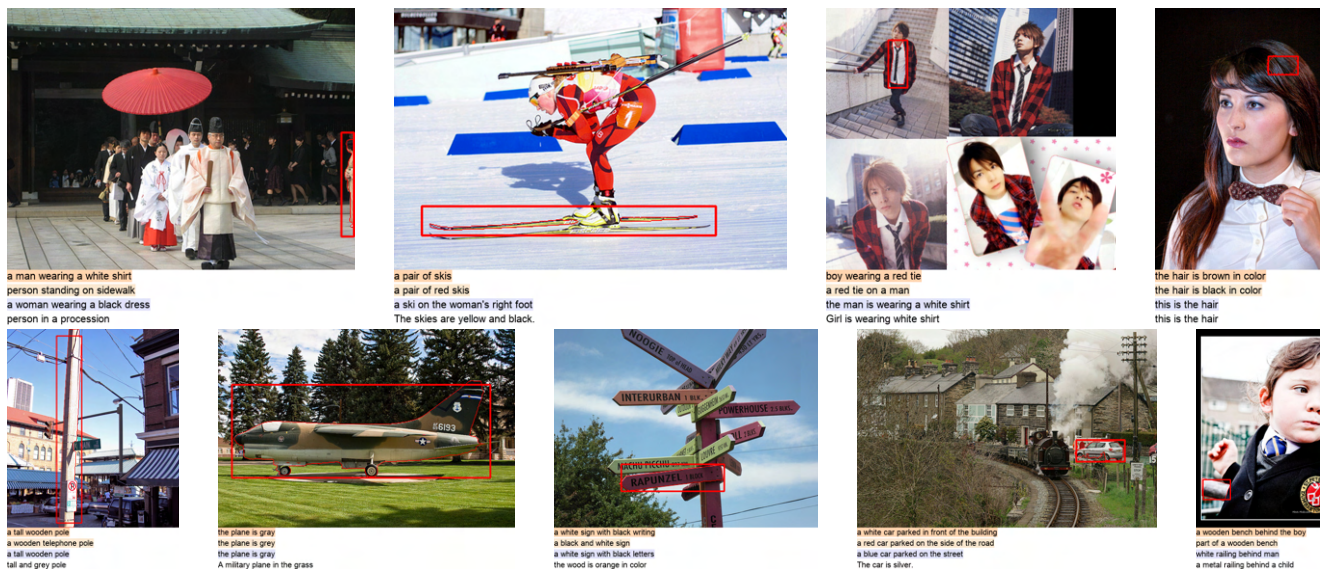 a man wearing a white shirt
person standing on sidewalk
a woman wearing a black dress
person in a procession
1
a pair of skis
a pair of red skis
a ski on the woman's right foot
The skies are yellow and black.
boy wearing a red tie
a red tie on a man
the man is wearing a white shirt
Girl is wearing white shirt
the hair is brown in color
the hair is black in color
this is the hair
this is the hair
a tall wooden pole
a wooden telephone pole
a tall wooden pole
tall and grey pole
6193
the plane is gray
the plane is grey
the plane is gray
A military plane in the grass
NOOGIE
INTERURBAN
POWERHOUSE
LOUVRE
MACHU PICCHU
RAPUNZEL
a white sign with black writing
a black and white sign
a white sign with black letters
the wood is orange in color
15
a white car parked in front of the building
a red car parked on the side of the road
a blue car parked on the street
The car is silver.
a wooden bench behind the boy
part of a wooden bench
white railing behind man
a metal railing behind a child